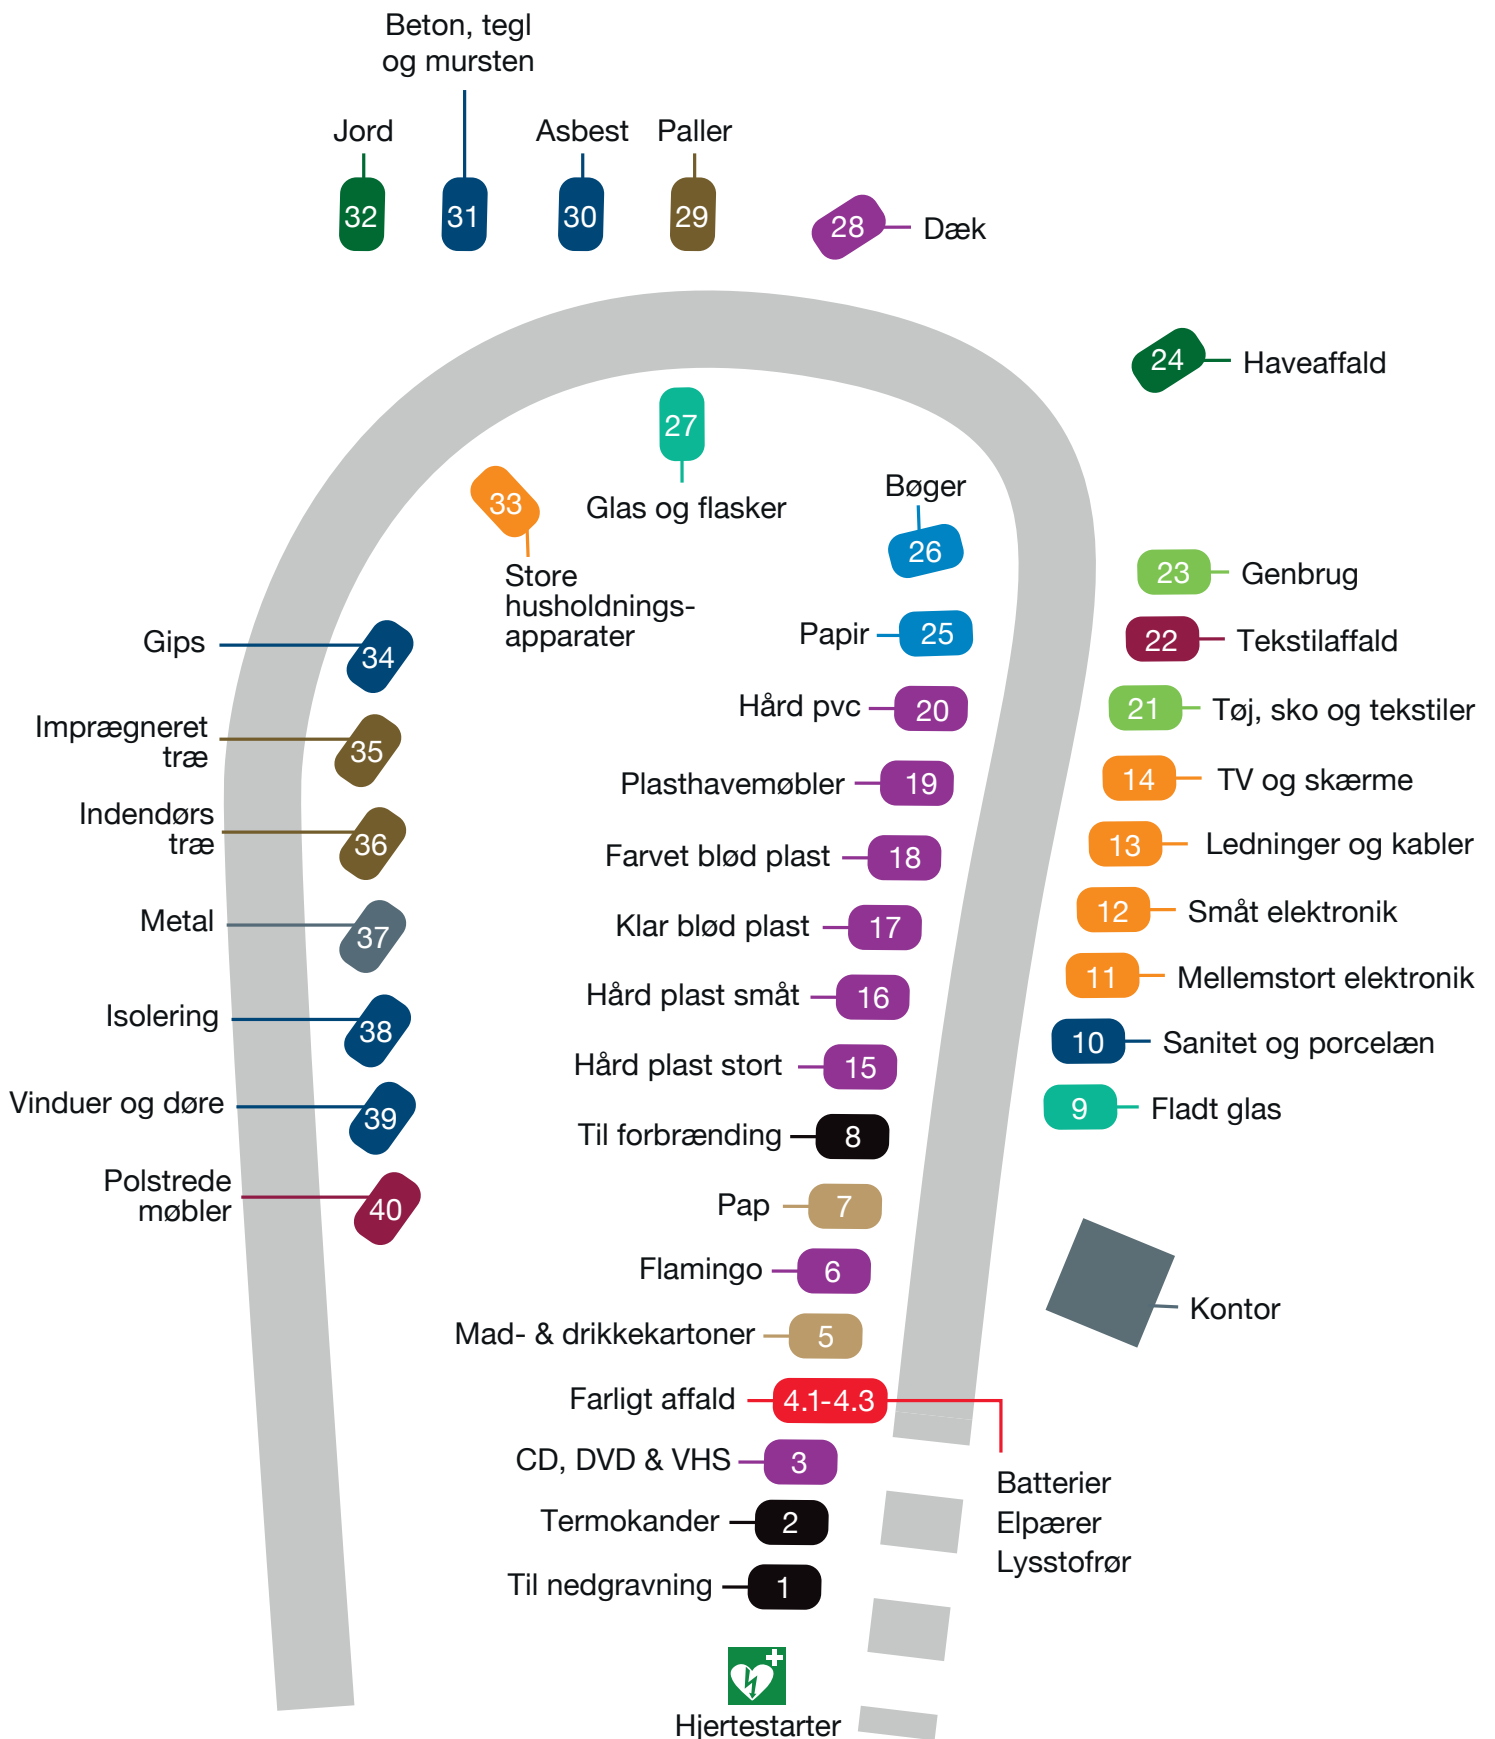 Beton, tegl
og mursten
Jord
Asbest
Paller
32
31
30
29
28
Dæk
24
Haveaffald
27
Glas og flasker
33
Store
husholdnings-
apparater
Bøger
26
23
Genbrug
Gips
34
Papir
25
22
Tekstilaffald
Hård pvc
20
21
Tøj, sko og tekstiler
Imprægneret
træ
35
Plasthavemøbler
19
14
TV og skærme
Indendørs
træ
36
Farvet blød plast
18
13
Ledninger og kabler
Metal
37
Klar blød plast
17
12
Småt elektronik
Hård plast småt
16
11
Mellemstort elektronik
Isolering
38
Hård plast stort
15
10
Sanitet og porcelæn
Vinduer og døre
39
Til forbrænding
8
9
Fladt glas
Polstrede
møbler
40
Pap
7
Flamingo
6
Kontor
Mad- & drikkekartoner
5
Farligt affald
4.1-4.3
CD, DVD & VHS
3
Batterier
Elpærer
Lysstofrør
Termokander
2
Til nedgravning
1
Hjertestarter